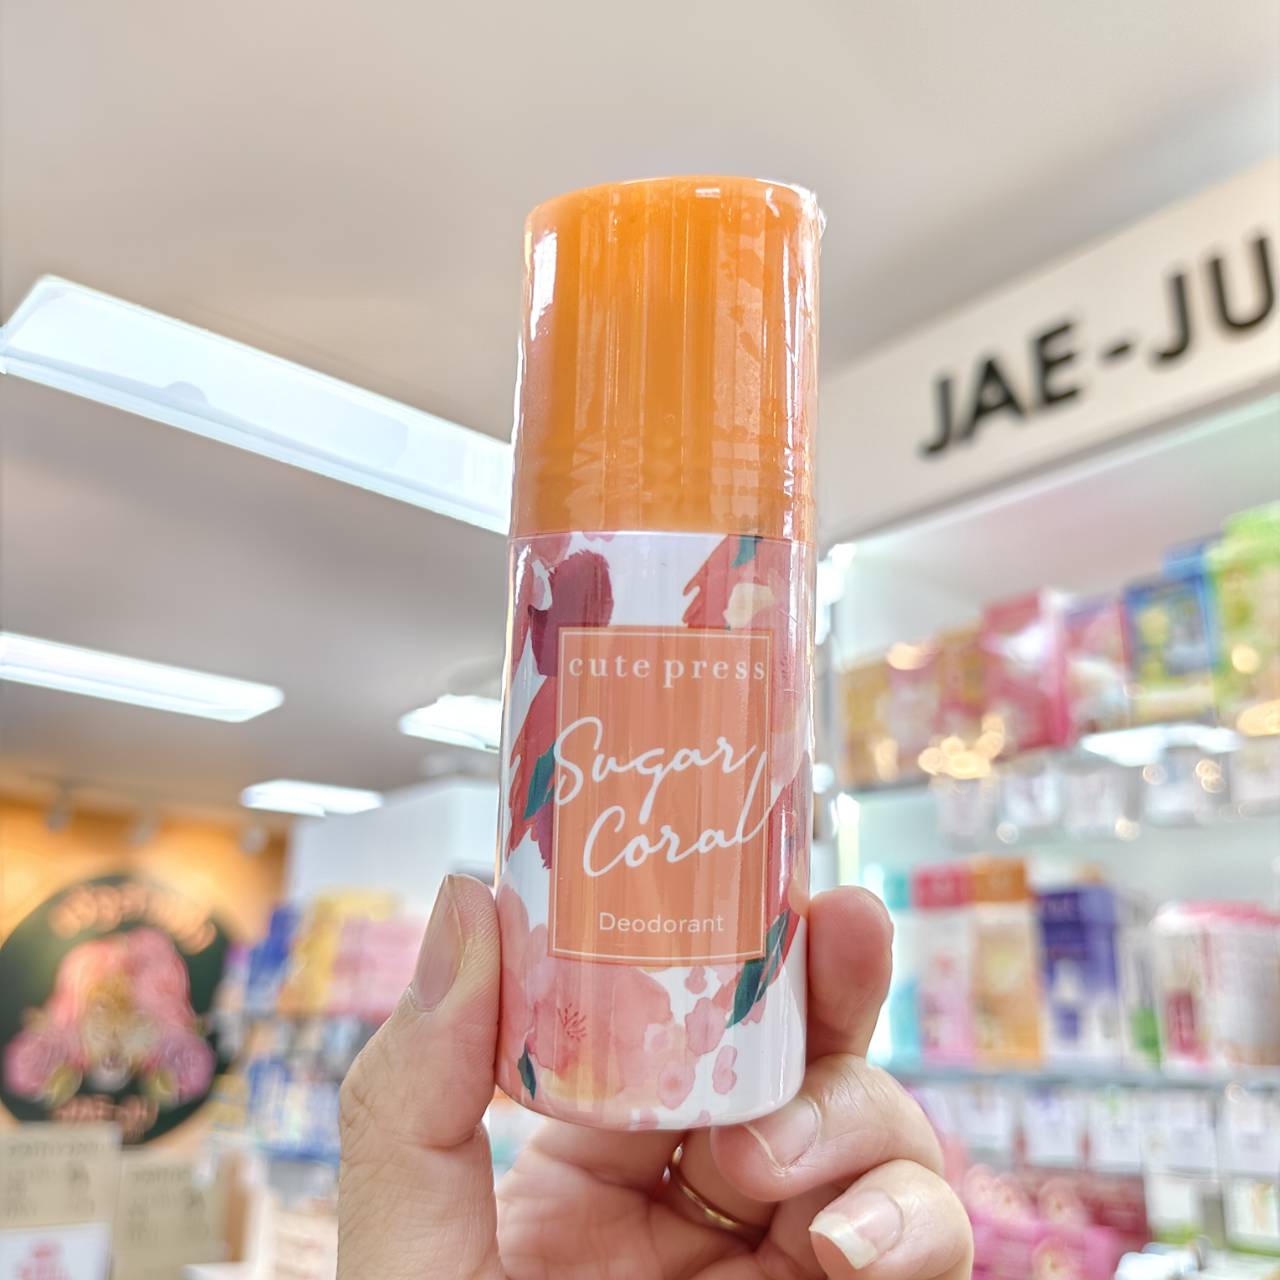 JAE-JU
cute press
Sugar
Coral
Deodorant